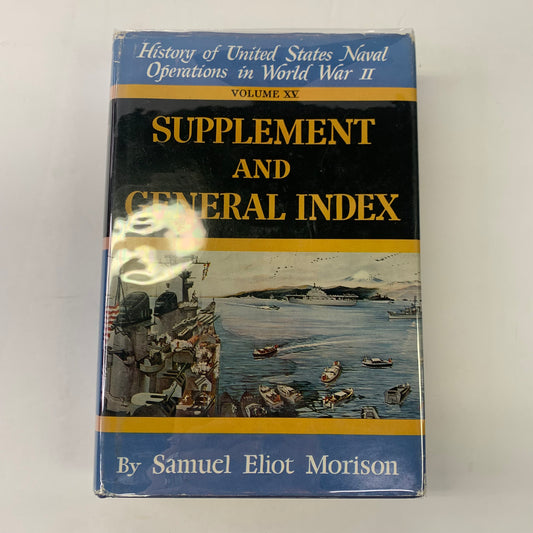 History of United States Naval
Operations in World War II
VOLUME XV
SUPPLEMENT
AND
GENERAL INDEX
By Samuel Eliot Morison